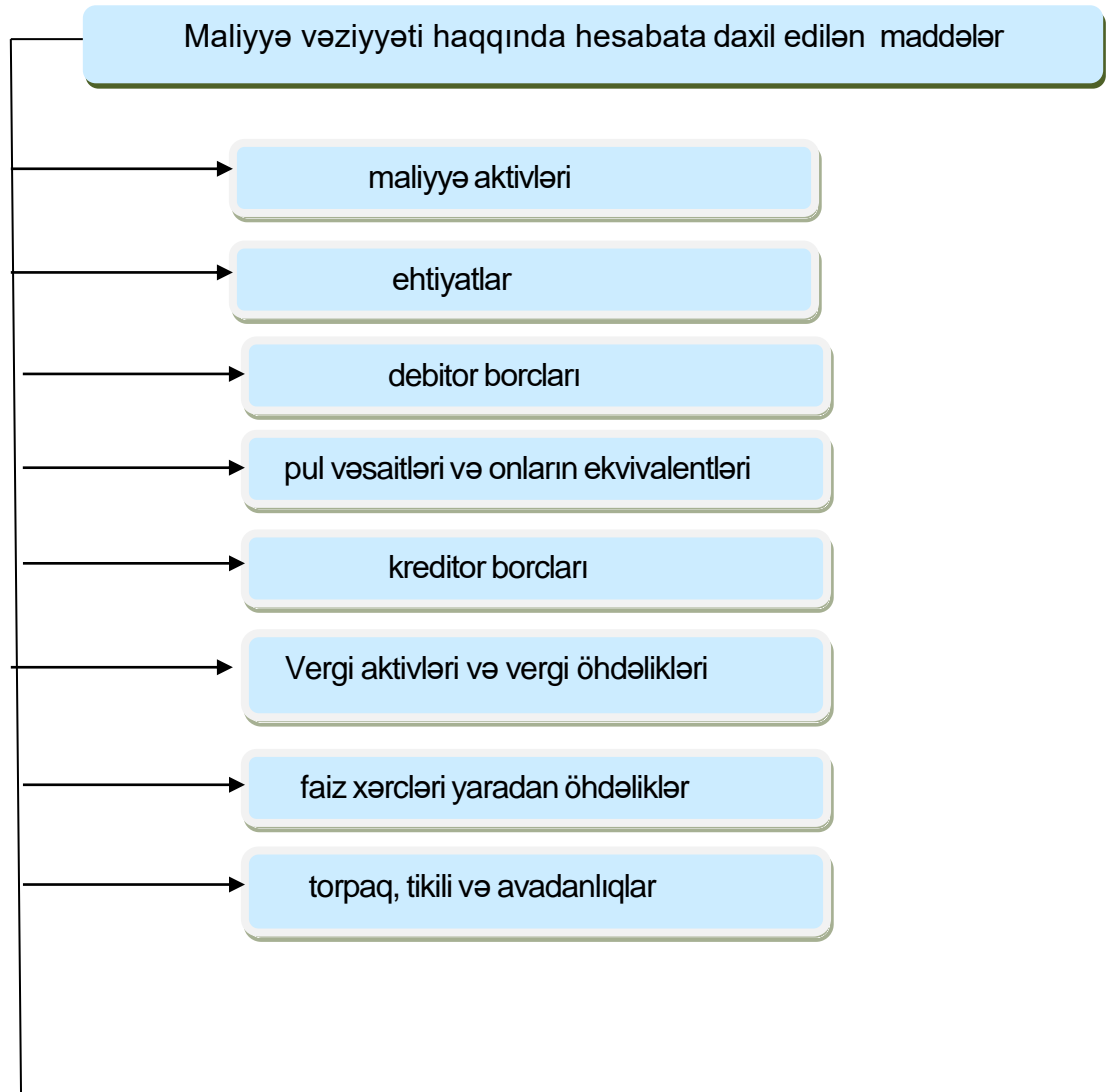 Maliyyə vəziyyəti haqqında hesabata daxil edilən maddələr
maliyyə aktivləri
ehtiyatlar
debitor borcları
pul vəsaitləri və onların ekvivalentləri
kreditor borcları
Vergi aktivləri və vergi öhdəlikləri
faiz xərcləri yaradan öhdəliklər
torpaq, tikili və avadanlıqlar